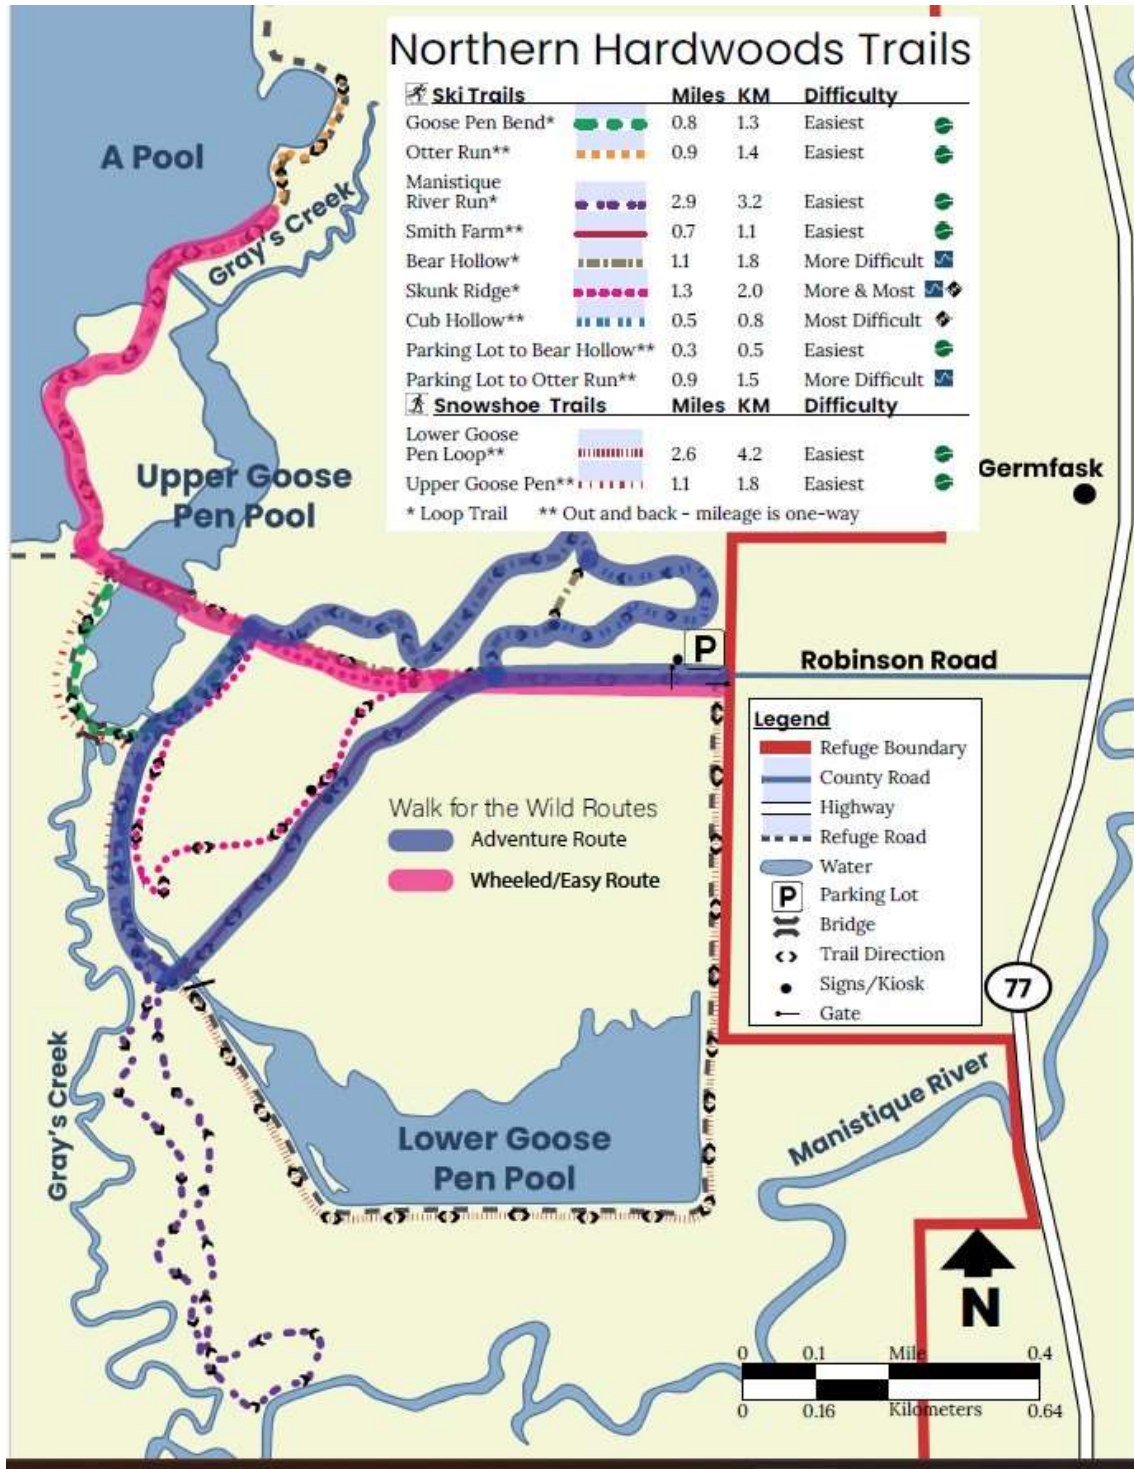 Northern Hardwoods Trails
Ski Trails Miles KM Difficulty
Goose Pen Bend* 0.8 1.3 Easiest
Otter Run** 0.9 1.4 Easiest
Manistique
River Run* 2.9 3.2 Easiest
Smith Farm** 0.7 1.1 Easiest
Bear Hollow* 1.1 1.8 More Difficult
Skunk Ridge* 1.3 2.0 More & Most
Cub Hollow** 0.5 0.8 Most Difficult
Parking Lot to Bear Hollow** 0.3 0.5 Easiest
Parking Lot to Otter Run** 0.9 1.5 More Difficult
Snowshoe Trails Miles KM Difficulty
Lower Goose
Pen Loop** 2.6 4.2 Easiest
Upper Goose Pen** 1.1 1.8 Easiest
* Loop Trail ** Out and back - mileage is one-way
A Pool
Gray's Creek
Upper Goose
Pen Pool
Germfask
P
Robinson Road
Legend
Refuge Boundary
County Road
Highway
Refuge Road
Water
P Parking Lot
Bridge
Trail Direction
Signs/Kiosk
Gate
Walk for the Wild Routes
Adventure Route
Wheeled/Easy Route
77
Gray's Creek
Manistique River
Lower Goose
Pen Pool
N
0 0.1 Mile 0.4
0 0.16 Kilometers 0.64